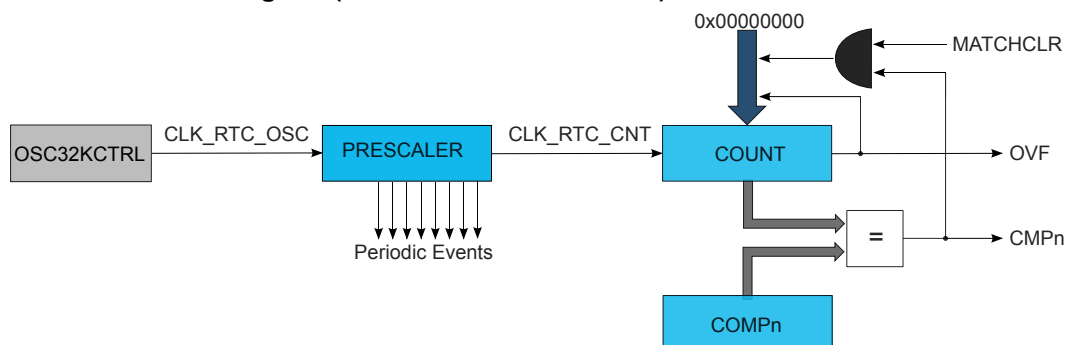 0x00000000
MATCHCLR
CLK_RTC_OSC
CLK_RTC_CNT
OSC32KCTRL
PRESCALER
COUNT
OVF
Periodic Events
=
CMPn
COMPn